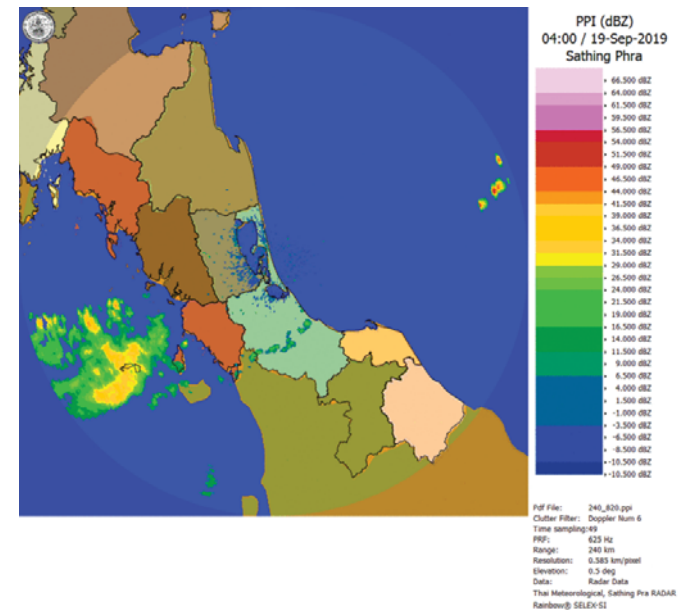 PPI (dBZ)
04:00 / 19-Sep-2019
Sathing Phra
66.500 dBZ
64.000 dBZ
61.500 dBZ
59.300 dBZ
56.500 dBZ
54.000 dBZ
51.500 dBZ
49.000 dBZ
46.500 dBZ
44.000 dBZ
41.500 dBZ
39.000 dBZ
36.500 dBZ
34.000 dBZ
31.500 dBZ
29.000 dBZ
26.500 dBZ
24.000 dBZ
21.500 dBZ
19.000 dBZ
16.500 dBZ
14.000 dBZ
11.500 dBZ
9.000 dBZ
6.500 dBZ
4.000 dBZ
1.500 dBZ
-1.000 dBZ
-3.500 dBZ
-6.500 dBZ
-8.500 dBZ
-10.500 dBZ
-10.500 dBZ
Pdf File: 240_820.ppi
Clutter Filter: Doppler Num 6
Time sampling:49
PRF: 625 Hz
Range: 240 km
Resolution: 0.585 km/pixel
Elevation: 0.5 deg
Data: Radar Data
Thai Meteorological, Sathing Pra RADAR
Rainbow® SELEX-SI